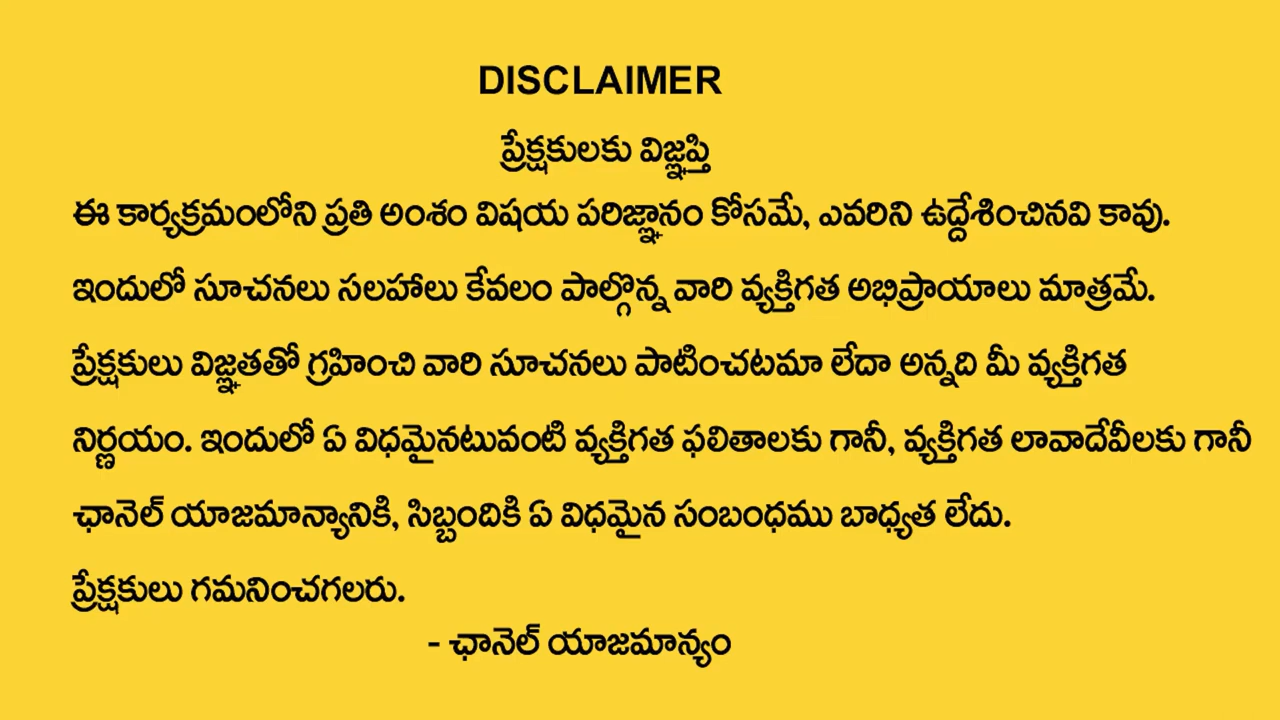 DISCLAIMER
ప్రేక్షకులకు విజ్ఞప్తి
ఈ కార్యక్రమంలోని ప్రతి అంశం విషయ పరిజ్ఞానం కోసమే, ఎవరిని ఉద్దేశించినవి కావు.
ఇందులో సూచనలు సలహాలు కేవలం పాల్గొన్న వారి వ్యక్తిగత అభిప్రాయాలు మాత్రమే.
ప్రేక్షకులు విజ్ఞతతో గ్రహించి వారి సూచనలు పాటించటమా లేదా అన్నది మీ వ్యక్తిగత
నిర్ణయం. ఇందులో ఏ విధమైనటువంటి వ్యక్తిగత ఫలితాలకు గానీ, వ్యక్తిగత లావాదేవీలకు గానీ
ఛానెల్ యాజమాన్యానికి, సిబ్బందికి ఏ విధమైన సంబంధము బాధ్యత లేదు.
ప్రేక్షకులు గమనించగలరు.
- ఛానెల్ యాజమాన్యం